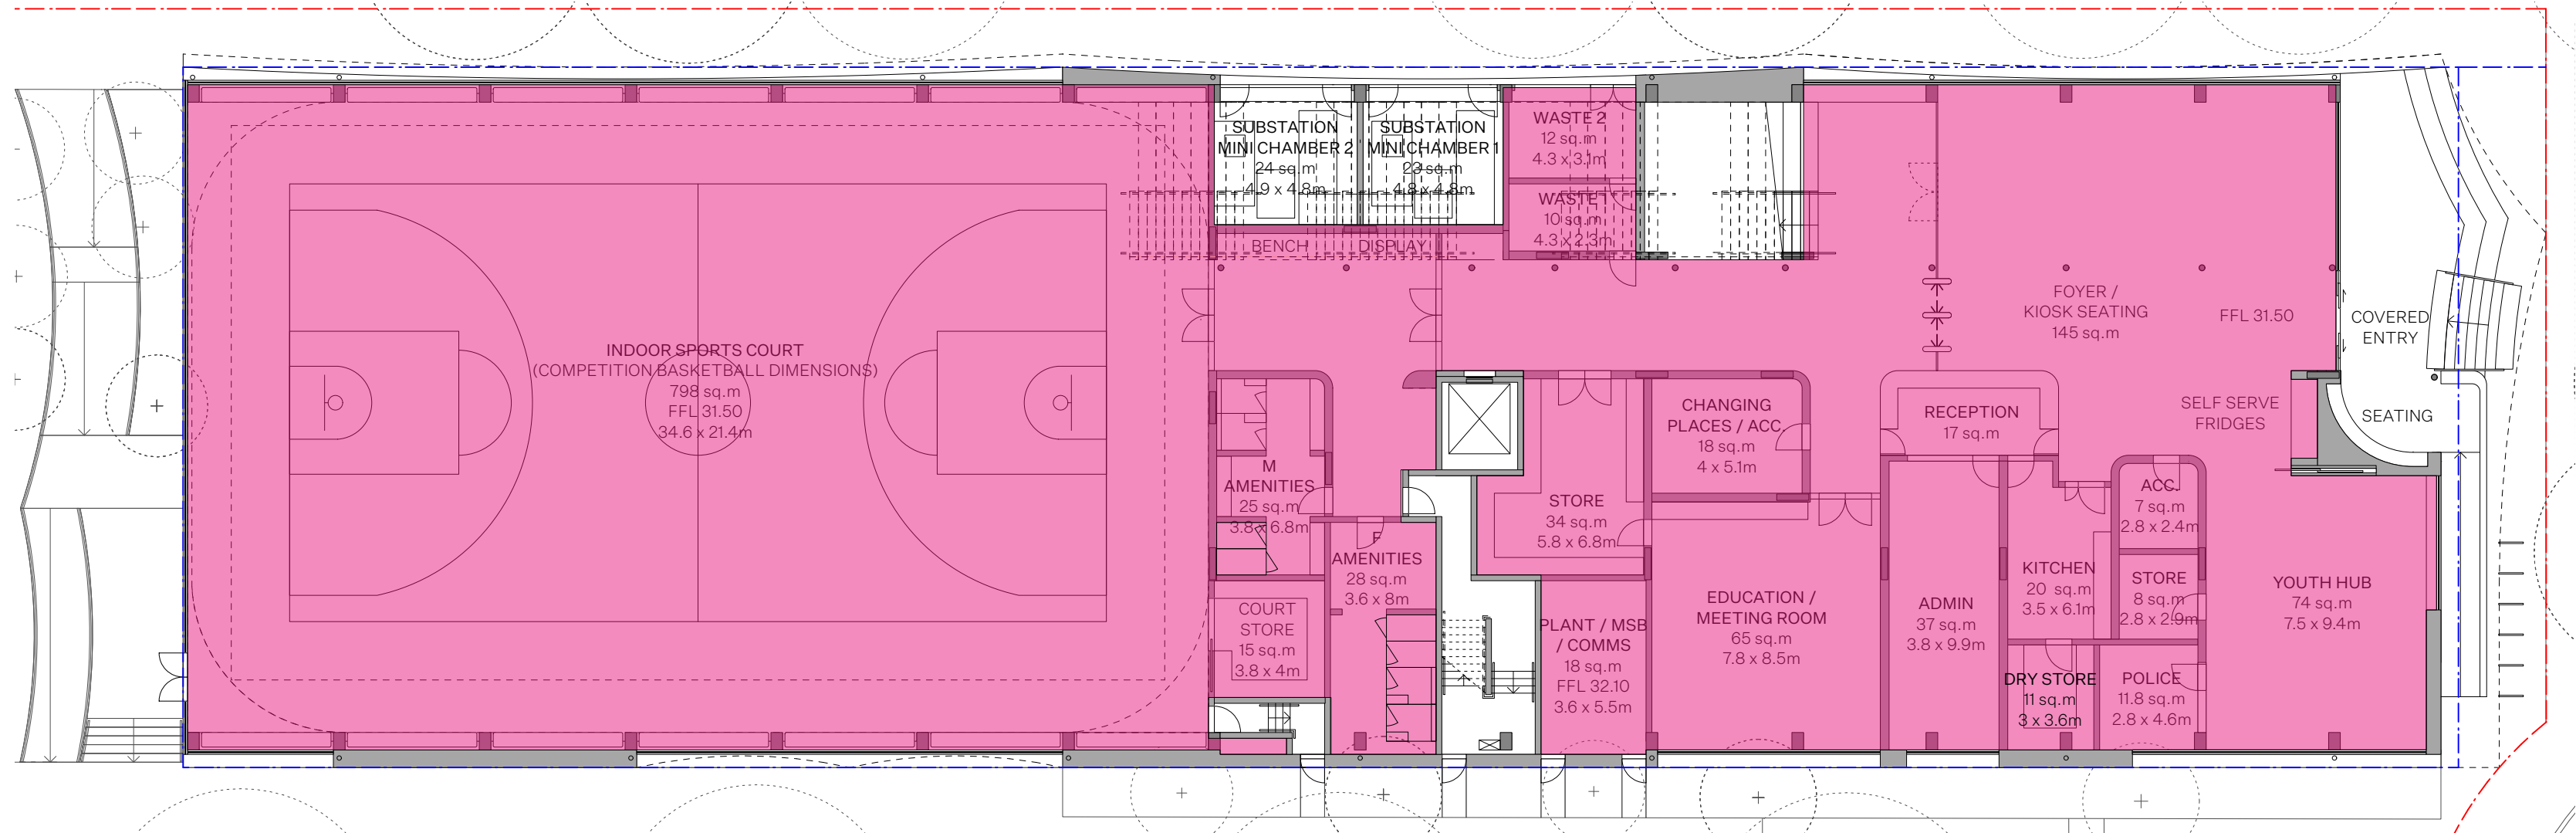 INDOOR SPORTS COURT
(COMPETITION BASKETBALL DIMENSIONS)
798 sq.m
FFL 31.50
34.6 x 21.4m
SUBSTATION
MINI CHAMBER 2
24 sq.m
4.9 x 4.8m
SUBSTATION
MINI CHAMBER 1
23 sq.m
4.8 x 4.8m
WASTE 2
12 sq.m
4.3 x 3.1m
WASTE 1
10 sq.m
4.3 x 2.3m
BENCH
DISPLAY
FOYER /
KIOSK SEATING
145 sq.m
FFL 31.50
COVERED
ENTRY
SEATING
SELF SERVE
FRIDGES
RECEPTION
17 sq.m
CHANGING
PLACES / ACC.
18 sq.m
4 x 5.1m
M
AMENITIES
25 sq.m
3.8 x 6.8m
F
AMENITIES
28 sq.m
3.6 x 8m
COURT
STORE
15 sq.m
3.8 x 4m
STORE
34 sq.m
5.8 x 6.8m
PLANT / MSB
/ COMMS
18 sq.m
FFL 32.10
3.6 x 5.5m
EDUCATION /
MEETING ROOM
65 sq.m
7.8 x 8.5m
ADMIN
37 sq.m
3.8 x 9.9m
KITCHEN
20 sq.m
3.5 x 6.1m
ACC.
7 sq.m
2.8 x 2.4m
STORE
8 sq.m
2.8 x 2.9m
DRY STORE
11 sq.m
3 x 3.6m
POLICE
11.8 sq.m
2.8 x 4.6m
YOUTH HUB
74 sq.m
7.5 x 9.4m